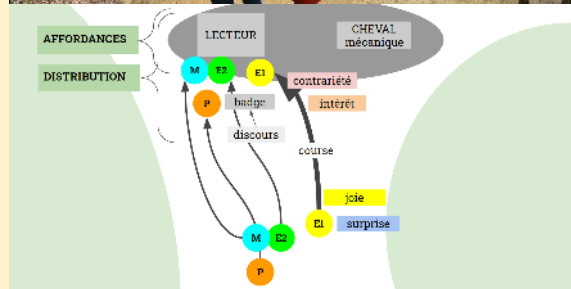 AFFORDANCES
LECTEUR
CHEVAL
mécanique
DISTRIBUTION
M
E2
E1
contrariété
P
badge
intérêt
discours
course
joie
E1
surprise
M
E2
P